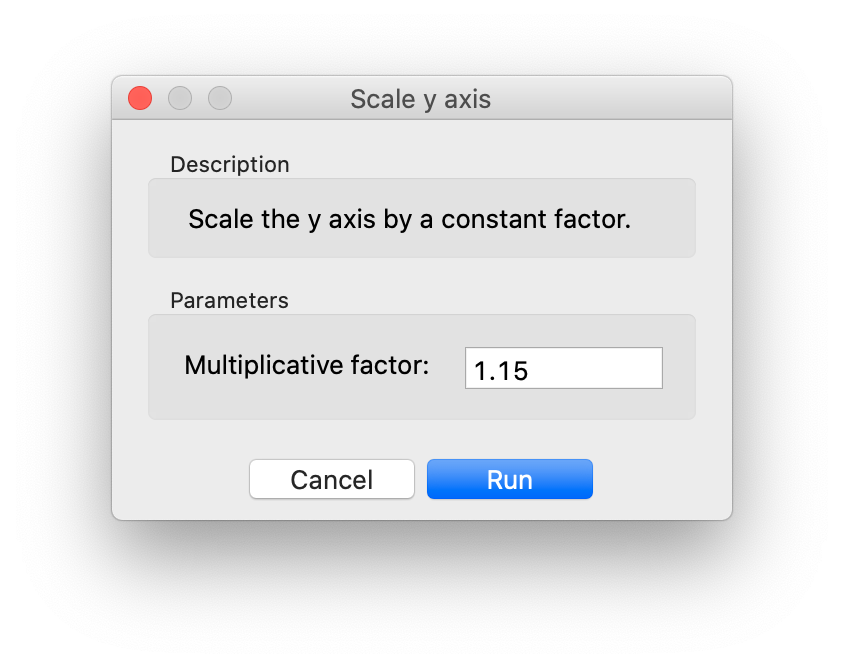 Scale y axis
Description
Scale the y axis by a constant factor.
Parameters
Multiplicative factor: 1.15
Cancel Run